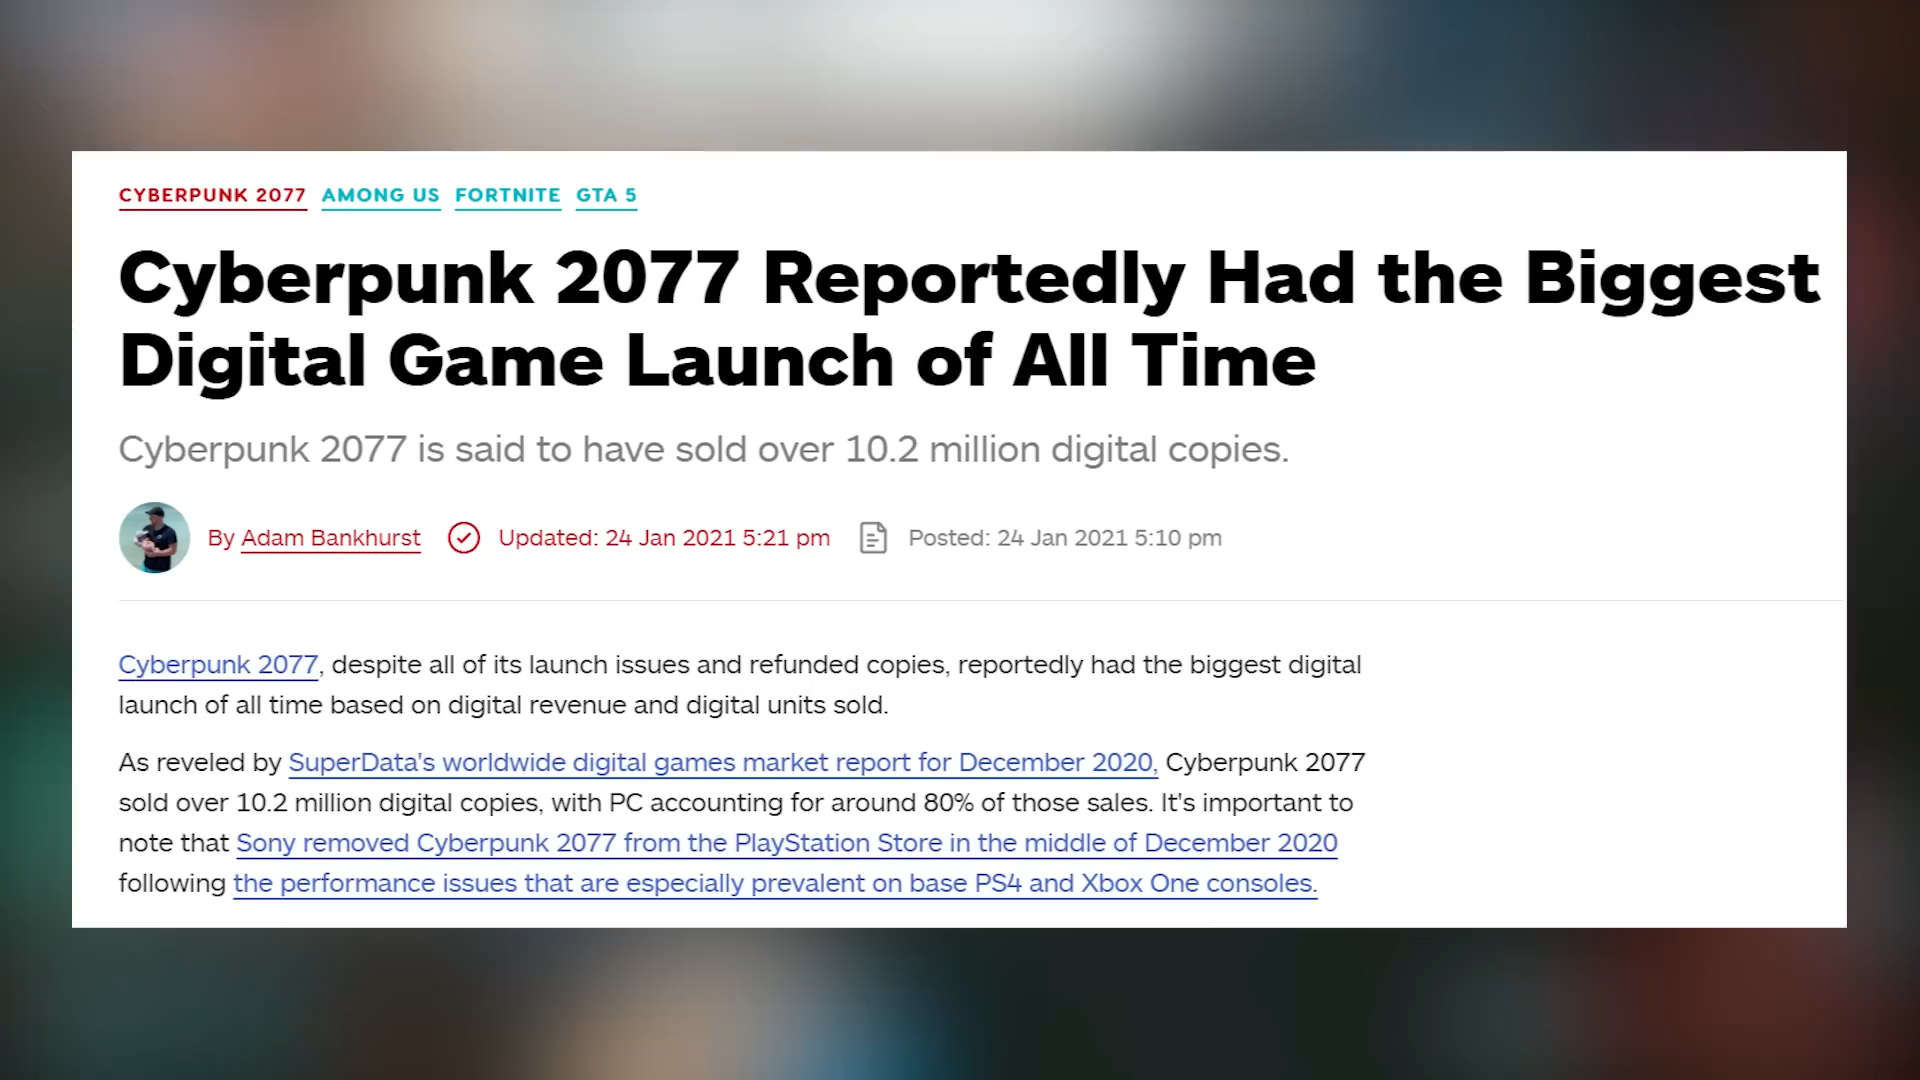 CYBERPUNK 2077 AMONG US FORTNITE GTA 5
Cyberpunk 2077 Reportedly Had the Biggest
Digital Game Launch of All Time
Cyberpunk 2077 is said to have sold over 10.2 million digital copies.
By Adam Bankhurst Updated: 24 Jan 2021 5:21 pm Posted: 24 Jan 2021 5:10 pm
Cyberpunk 2077, despite all of its launch issues and refunded copies, reportedly had the biggest digital
launch of all time based on digital revenue and digital units sold.
As reveled by SuperData's worldwide digital games market report for December 2020, Cyberpunk 2077
sold over 10.2 million digital copies, with PC accounting for around 80% of those sales. It's important to
note that Sony removed Cyberpunk 2077 from the PlayStation Store in the middle of December 2020
following the performance issues that are especially prevalent on base PS4 and Xbox One consoles.